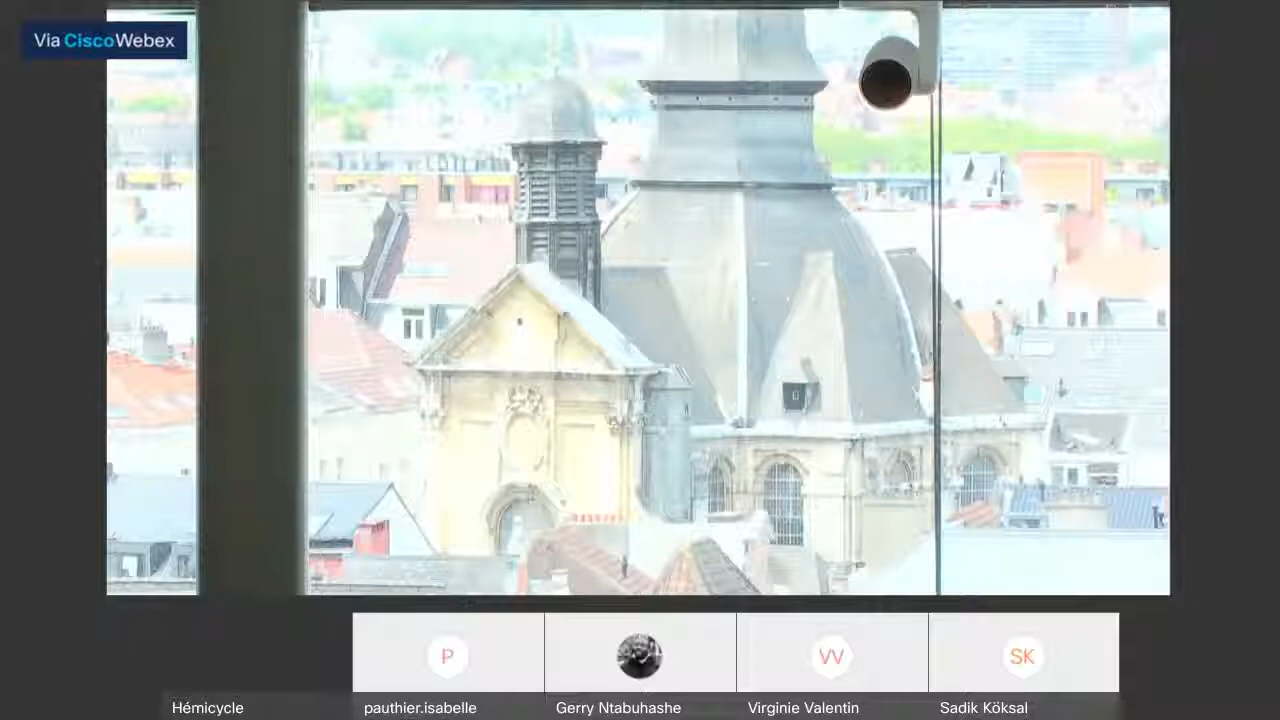 Via CiscoWebex
P
VV
SK
Hémicycle
pauthier.isabelle
Gerry Ntabuhashe
Virginie Valentin
Sadik Köksal